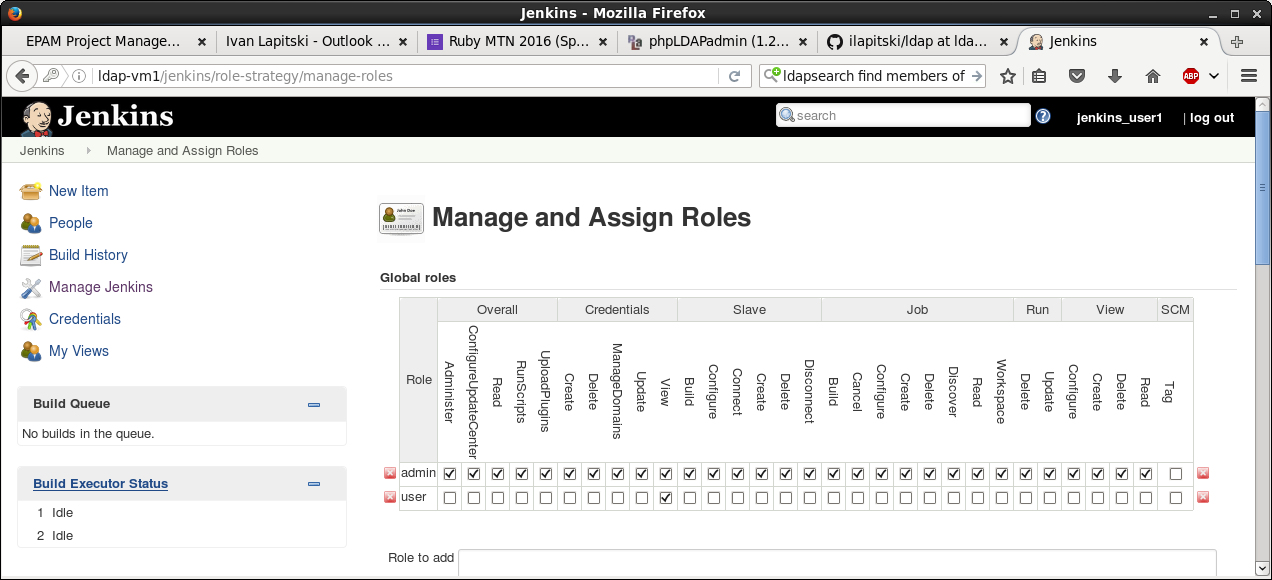 Jenkins - Mozilla Firefox
EPAM Project Manage... Ivan Lapitski - Outlook ... Ruby MTN 2016 (Sp... phpLDAPadmin (1.2... ilapitski/ldap at lda... Jenkins
ldap-vm1/jenkins/role-strategy/manage-roles ldapsearch find members of ABP
Jenkins search jenkins_user1 | log out
Jenkins Manage and Assign Roles
New Item
People
Build History
Manage Jenkins
Credentials
My Views
Build Queue
No builds in the queue.
Build Executor Status
1 Idle
2 Idle
John Doe
Manage and Assign Roles
Global roles
Role Overall Credentials Slave Job Run View SCM
Administer ConfigureUpdateCenter Read RunScripts UploadPlugins Create Delete ManageDomains Update View Build Configure Connect Create Delete Disconnect Build Cancel Configure Create Delete Discover Read Workspace Delete Update Configure Create Delete Read Tag
admin
user
Role to add